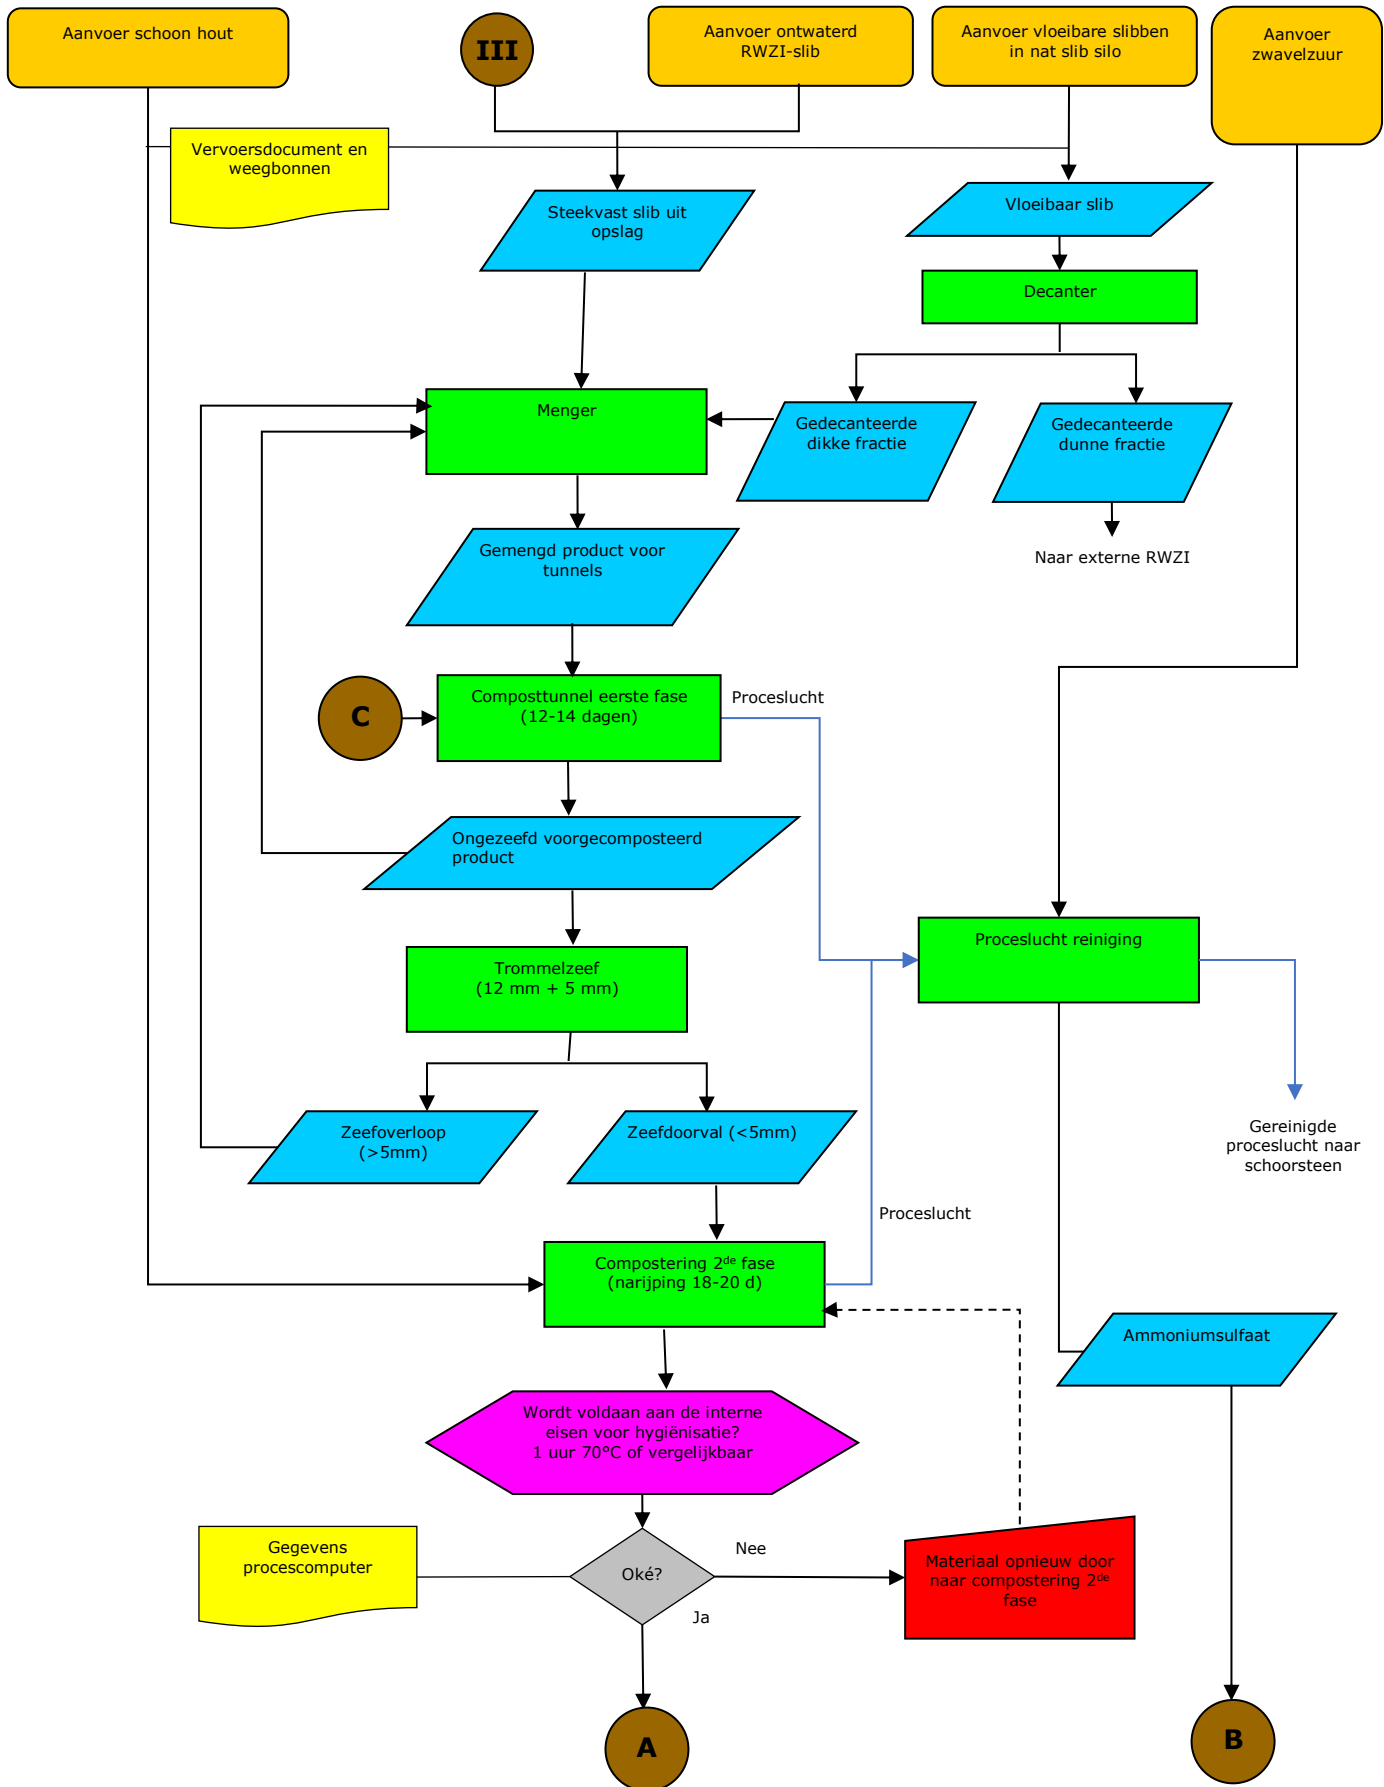 Aanvoer schoon hout
III
Aanvoer ontwaterd
RWZI-slib
Aanvoer vloeibare slibben
in nat slib silo
Aanvoer
zwavelzuur
Vervoersdocument en
weegbonnen
Steekvast slib uit
opslag
Vloeibaar slib
Decanter
Menger
Gedecanteerde
dikke fractie
Gedecanteerde
dunne fractie
Naar externe RWZI
Gemengd product voor
tunnels
C
Composttunnel eerste fase
(12-14 dagen)
Proceslucht
Ongezeefd voorgecomposteerd
product
Trommelzeef
(12 mm + 5 mm)
Proceslucht reiniging
Zeefoverloop
(>5mm)
Zeefdoorval (<5mm)
Gereinigde
proceslucht naar
schoorsteen
Proceslucht
Compostering 2de fase
(narijping 18-20 d)
Ammoniumsulfaat
Wordt voldaan aan de interne
eisen voor hygiënisatie?
1 uur 70°C of vergelijkbaar
Gegevens
procescomputer
Oké?
Nee
Ja
Materiaal opnieuw door
naar compostering 2de
fase
A
B